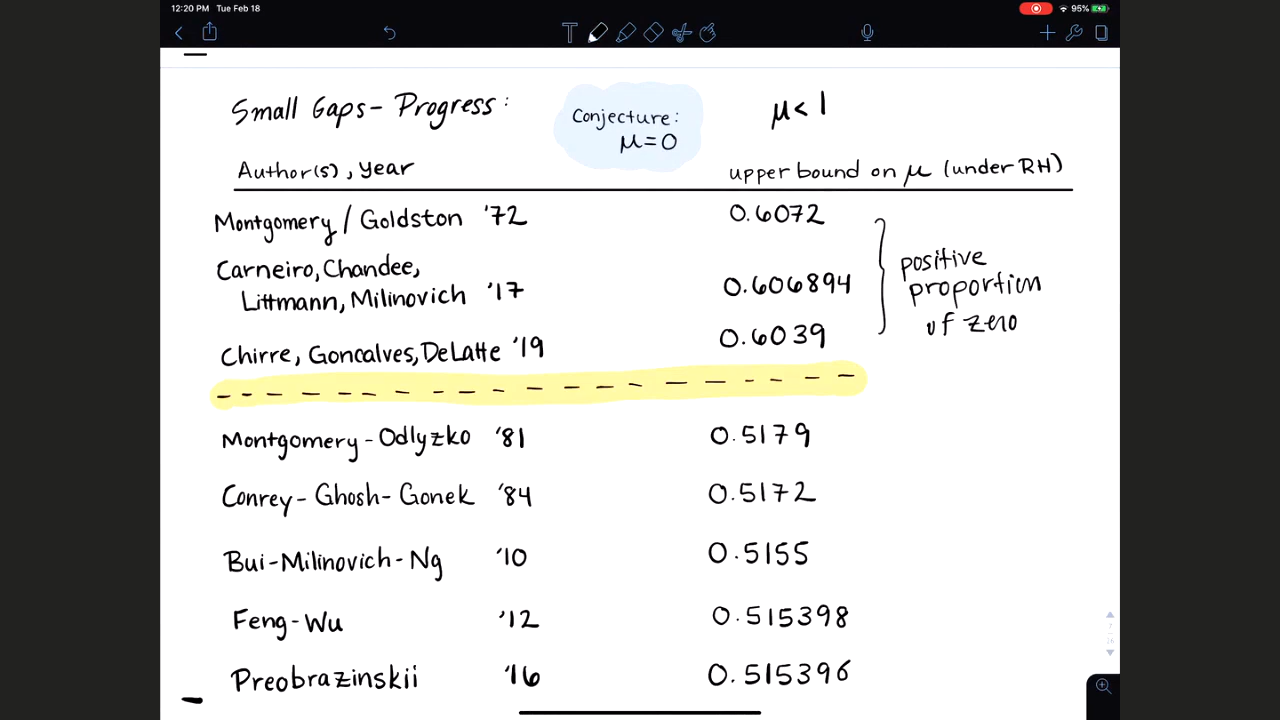 12:20 PM Tue Feb 18
95%
Small Gaps - Progress:
Conjecture:
μ=0
μ<1
Author(s), year
upper bound on μ (under RH)
Montgomery / Goldston '72 0.6072
Carneiro, Chandee,
Littmann, Milinovich '17 0.606894
Chirre, Goncalves, DeLatte '19 0.6039
positive
proportion
of zero
Montgomery - Odlyzko '81 0.5179
Conrey - Ghosh - Gonek '84 0.5172
Bui - Milinovich - Ng '10 0.5155
Feng - Wu '12 0.515398
Preobrazinskii '16 0.515396